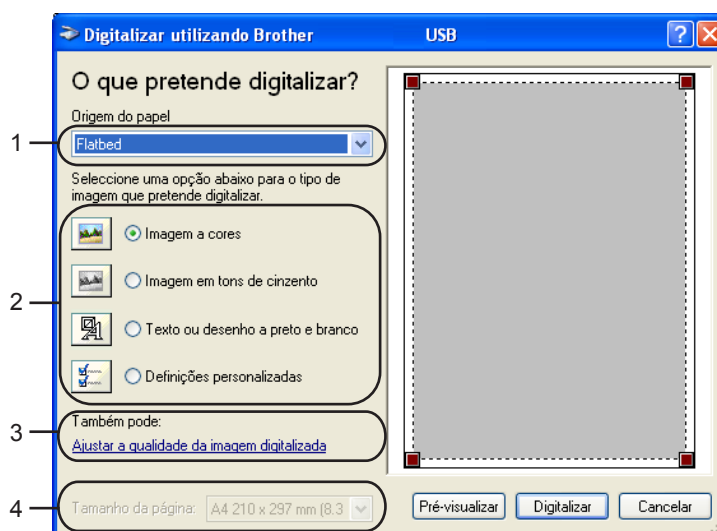 Digitalizar utilizando Brother USB
O que pretende digitalizar?
1
Origem do papel
Flatbed
Seleccione uma opção abaixo para o tipo de
imagem que pretende digitalizar.
2
Imagem a cores
Imagem em tons de cinzento
Texto ou desenho a preto e branco
Definições personalizadas
3
Também pode:
Ajustar a qualidade da imagem digitalizada
4
Tamanho da página: A4 210 x 297 mm (8.3
Pré-visualizar Digitalizar Cancelar